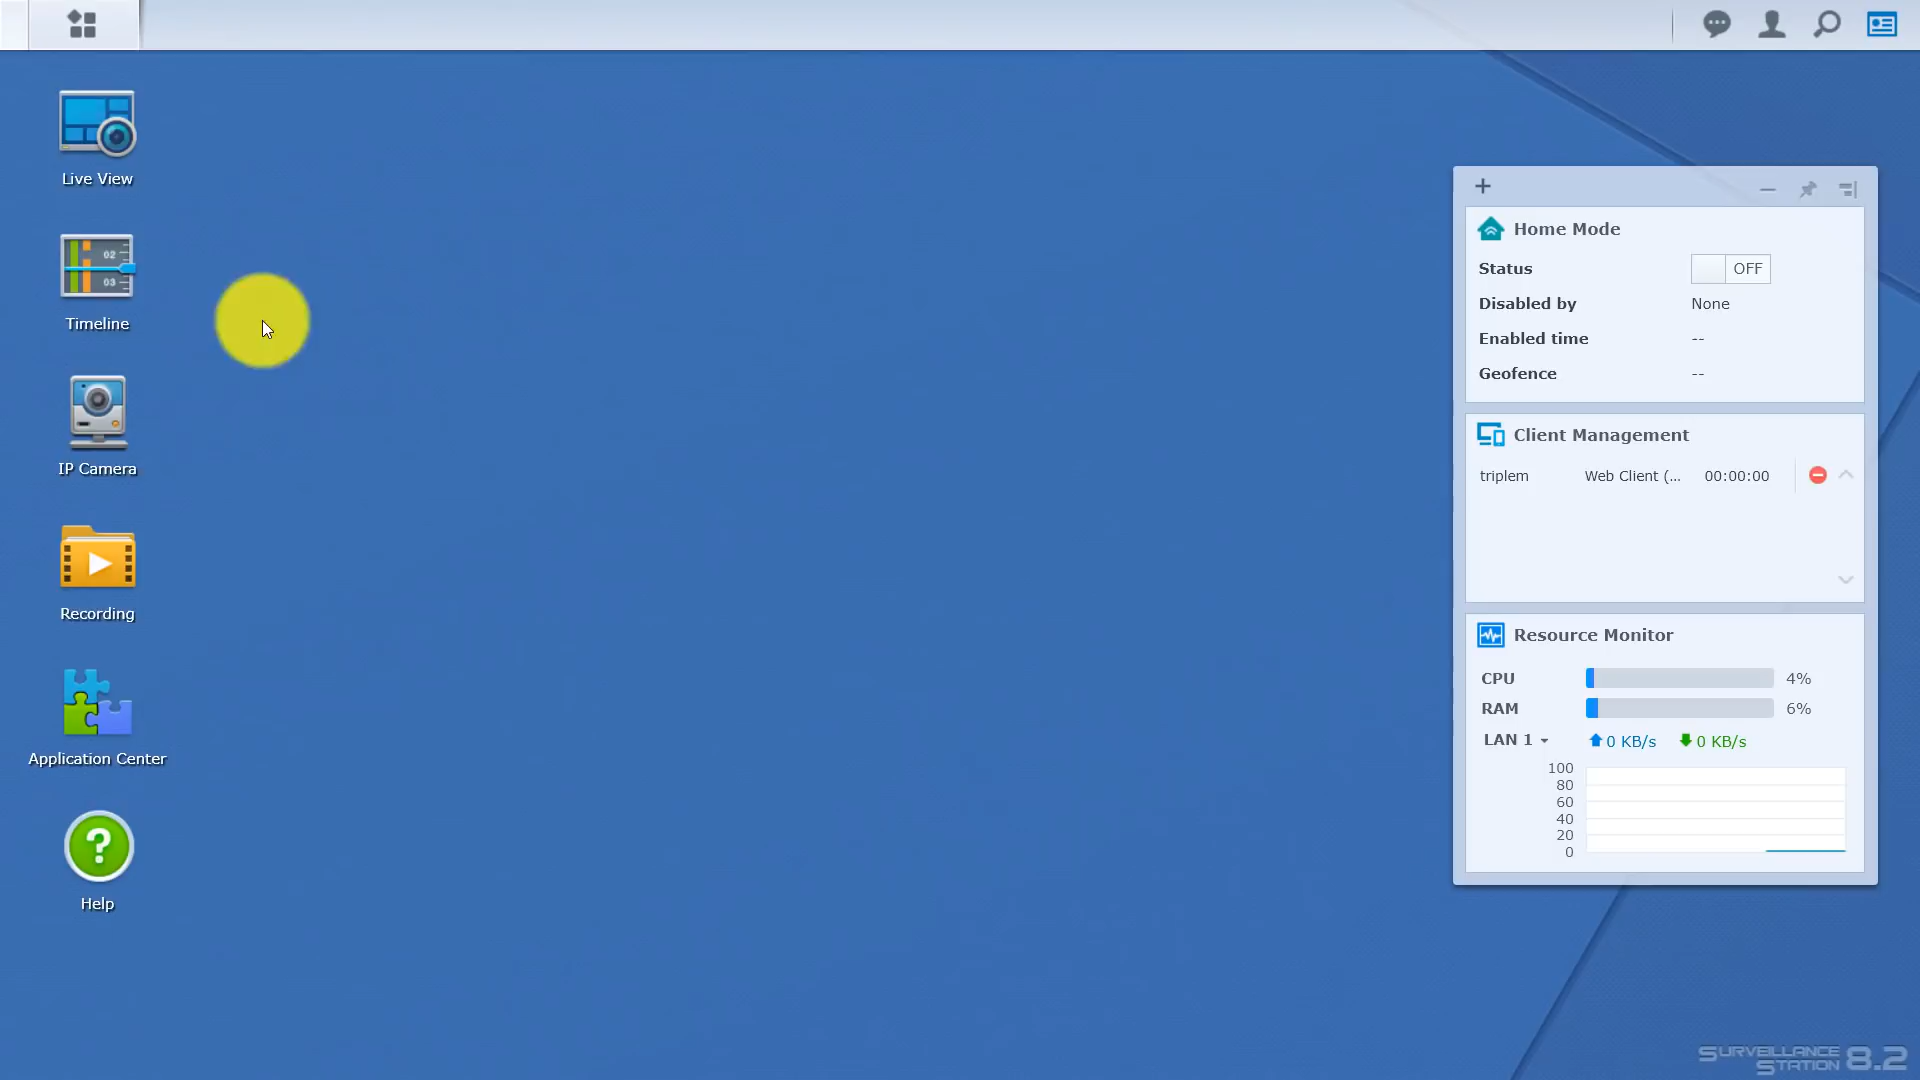 Live View
02
03
Timeline
IP Camera
Recording
Application Center
?
Help
+
Home Mode
Status OFF
Disabled by None
Enabled time --
Geofence --
Client Management
triplem Web Client (... 00:00:00
Resource Monitor
CPU 4%
RAM 6%
LAN 1 0 KB/s 0 KB/s
100
80
60
40
20
0
SURVEILLANCE
STATION 8.2